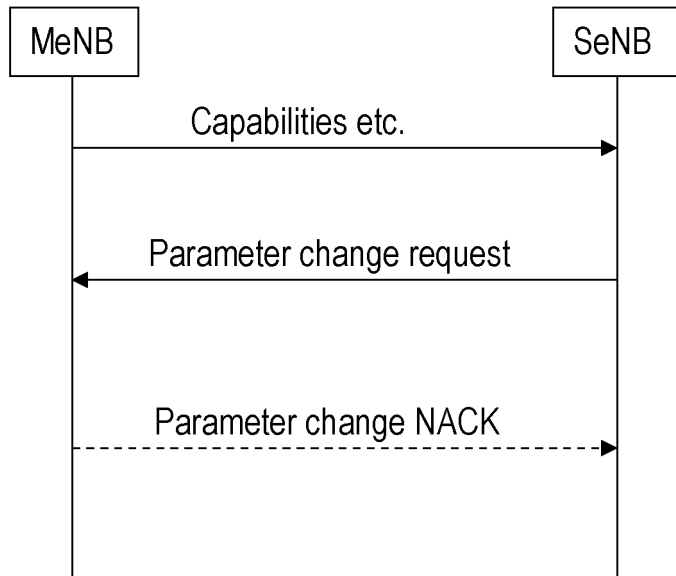 MeNB
SeNB
Capabilities etc.
Parameter change request
Parameter change NACK